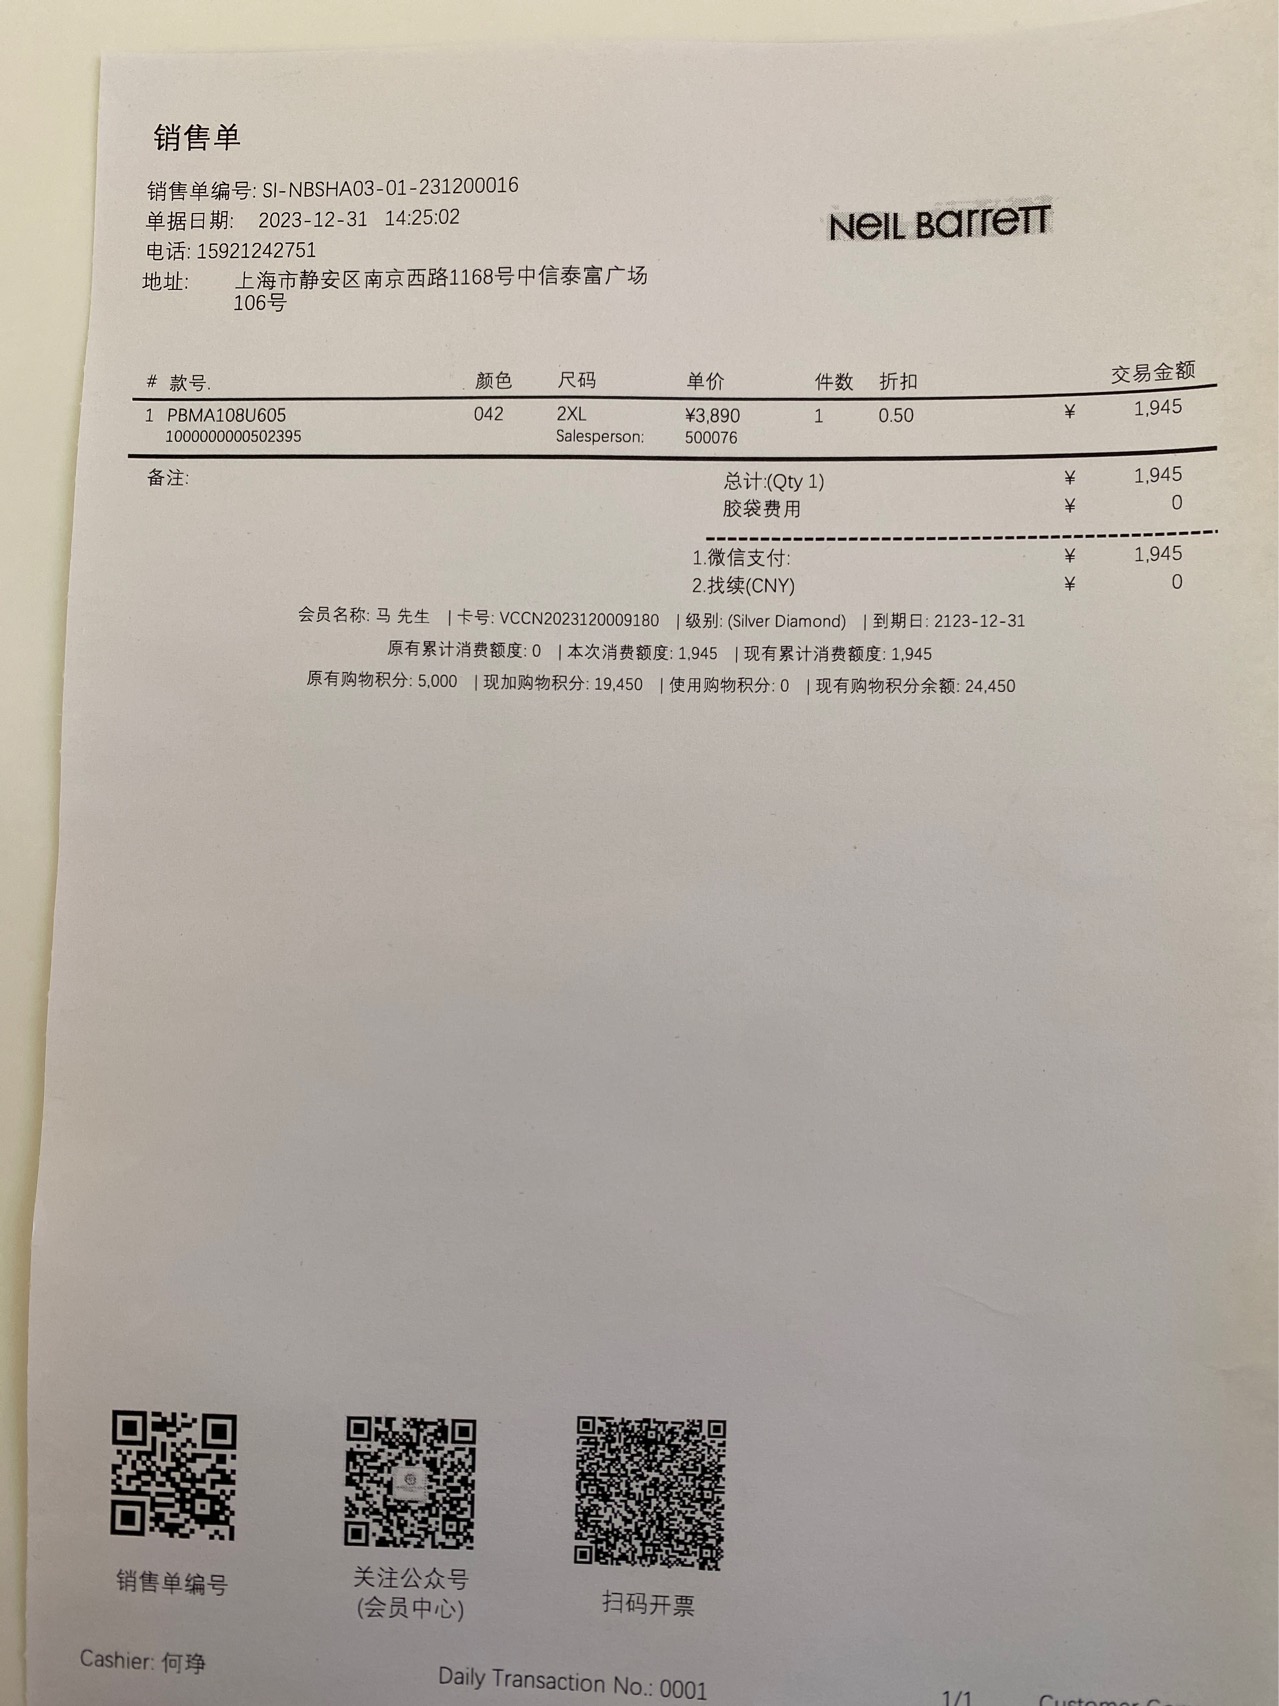 销售单
销售单编号: SI-NBSHA03-01-231200016
单据日期: 2023-12-31 14:25:02
电话: 15921242751
地址: 上海市静安区南京西路1168号中信泰富广场
106号
NEIL BarreTT
# 款号. 颜色 尺码 单价 件数 折扣 交易金额
1 PBMA108U605 042 2XL ¥3,890 1 0.50 ¥ 1,945
1000000000502395 Salesperson: 500076
备注: 总计:(Qty 1) ¥ 1,945
胶袋费用 ¥ 0
1.微信支付: ¥ 1,945
2.找续(CNY) ¥ 0
会员名称: 马 先生 | 卡号: VCCN2023120009180 | 级别: (Silver Diamond) | 到期日: 2123-12-31
原有累计消费额度: 0 | 本次消费额度: 1,945 | 现有累计消费额度: 1,945
原有购物积分: 5,000 | 现加购物积分: 19,450 | 使用购物积分: 0 | 现有购物积分余额: 24,450
销售单编号
关注公众号
(会员中心)
扫码开票
Cashier: 何琤
Daily Transaction No.: 0001
1/1
Customer